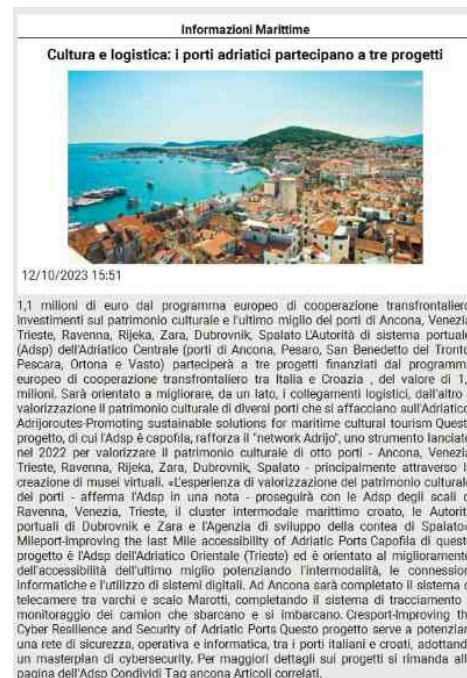 Informazioni Marittime
Cultura e logistica: i porti adriatici partecipano a tre progetti
12/10/2023 15:51
1,1 milioni di euro dal programma europeo di cooperazione transfrontaliero
Investimenti sul patrimonio culturale e l'ultimo miglio dei porti di Ancona, Venezia
Trieste, Ravenna, Rijeka, Zara, Dubrovnik, Spalato L'Autorità di sistema portuale
(Adsp) dell'Adriatico Centrale (porti di Ancona, Pesaro, San Benedetto del Tronto
Pescara, Ortona e Vasto) parteciperà a tre progetti finanziati dal programma
europeo di cooperazione transfrontaliero tra Italia e Croazia , del valore di 1,
milioni. Sarà orientato a migliorare, da un lato, i collegamenti logistici, dall'altro
valorizzazione il patrimonio culturale di diversi porti che si affacciano sull'Adriatico
Adrijoroutes-Promoting sustainable solutions for maritime cultural tourism Quest
progetto, di cui l'Adsp è capofila, rafforza il "network Adrijo", uno strumento lanciato
nel 2022 per valorizzare il patrimonio culturale di otto porti - Ancona, Venezia
Trieste, Ravenna, Rijeka, Zara, Dubrovnik, Spalato - principalmente attraverso l
creazione di musei virtuali. «L'esperienza di valorizzazione del patrimonio culturale
dei porti - afferma l'Adsp in una nota - proseguirà con le Adsp degli scali d
Ravenna, Venezia, Trieste, il cluster intermodale marittimo croato, le Autorit
portuali di Dubrovnik e Zara e l'Agenzia di sviluppo della contea di Spalato»
Mileport-Improving the last Mile accessibility of Adriatic Ports Capofila di quest
progetto è l'Adsp dell'Adriatico Orientale (Trieste) ed è orientato al miglioramento
dell'accessibilità dell'ultimo miglio potenziando l'intermodalità, le connession
informatiche e l'utilizzo di sistemi digitali. Ad Ancona sarà completato il sistema d
telecamere tra varchi e scalo Marotti, completando il sistema di tracciamento
monitoraggio dei camion che sbarcano e si imbarcano. Cresport-Improving the
Cyber Resilience and Security of Adriatic Ports Questo progetto serve a potenziar
una rete di sicurezza, operativa e informatica, tra i porti italiani e croati, adottando
un masterplan di cybersecurity. Per maggiori dettagli sui progetti si rimanda all
pagina dell'Adsp Condividi Tag ancona Articoli correlati.